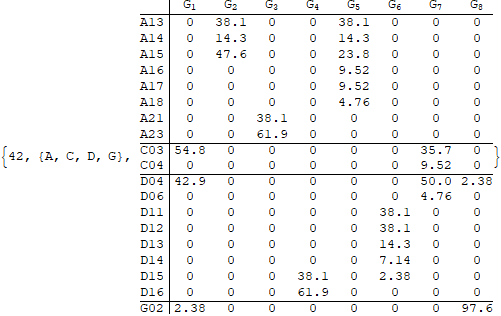 G₁ G₂ G₃ G₄ G₅ G₆ G₇ G₈
A13 0 38.1 0 0 38.1 0 0 0
A14 0 14.3 0 0 14.3 0 0 0
A15 0 47.6 0 0 23.8 0 0 0
A16 0 0 0 0 9.52 0 0 0
A17 0 0 0 0 9.52 0 0 0
A18 0 0 0 0 4.76 0 0 0
A21 0 0 38.1 0 0 0 0 0
A23 0 0 61.9 0 0 0 0 0
{42, {A, C, D, G}, C03 54.8 0 0 0 0 0 35.7 0 }
C04 0 0 0 0 0 0 9.52 0
D04 42.9 0 0 0 0 0 50.0 2.38
D06 0 0 0 0 0 0 4.76 0
D11 0 0 0 0 0 38.1 0 0
D12 0 0 0 0 0 38.1 0 0
D13 0 0 0 0 0 14.3 0 0
D14 0 0 0 0 0 7.14 0 0
D15 0 0 0 38.1 0 2.38 0 0
D16 0 0 0 61.9 0 0 0 0
G02 2.38 0 0 0 0 0 0 97.6